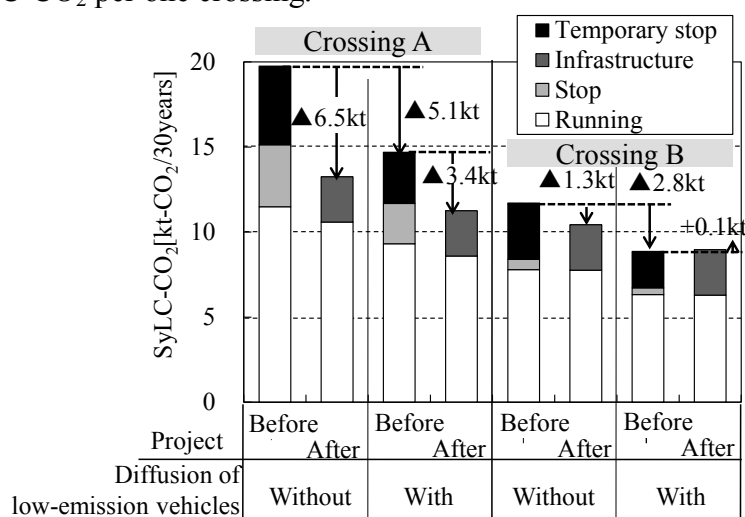 C-CO₂ per one crossing.
Temporary stop
Infrastructure
Stop
Running
Crossing A
Crossing B
SyLC-CO₂[kt-CO₂/30years]
20
15
10
5
0
▲6.5kt
▲5.1kt
▲3.4kt
▲1.3kt
▲2.8kt
+0.1kt
Project
Before After Before After Before After Before After
Diffusion of
low-emission vehicles
Without With Without With